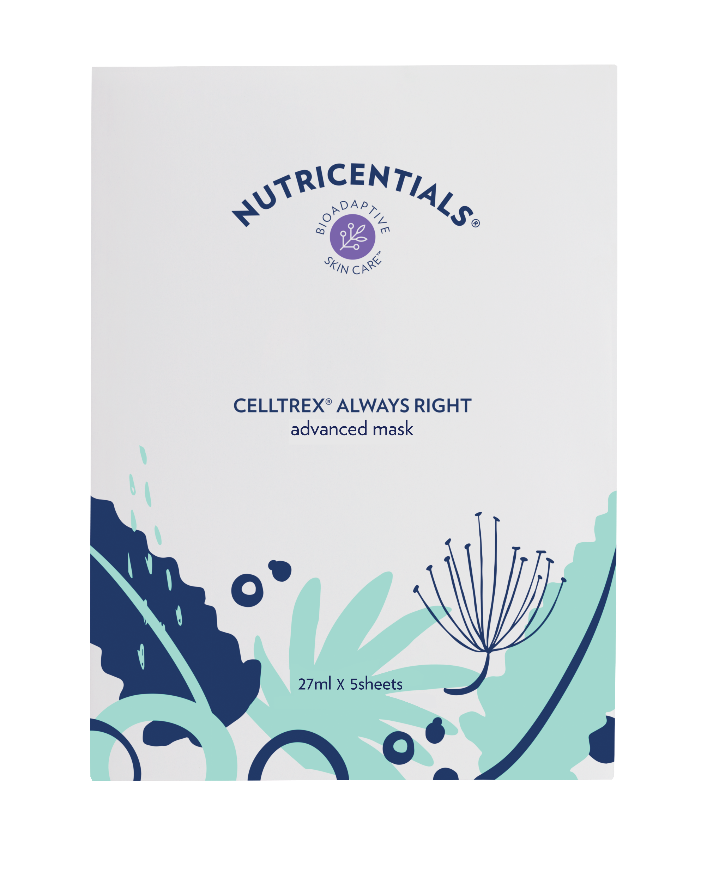 NUTRICENTIALS®
BIOADAPTIVE
SKIN CARE™
CELLTREX® ALWAYS RIGHT
advanced mask
27ml X 5sheets